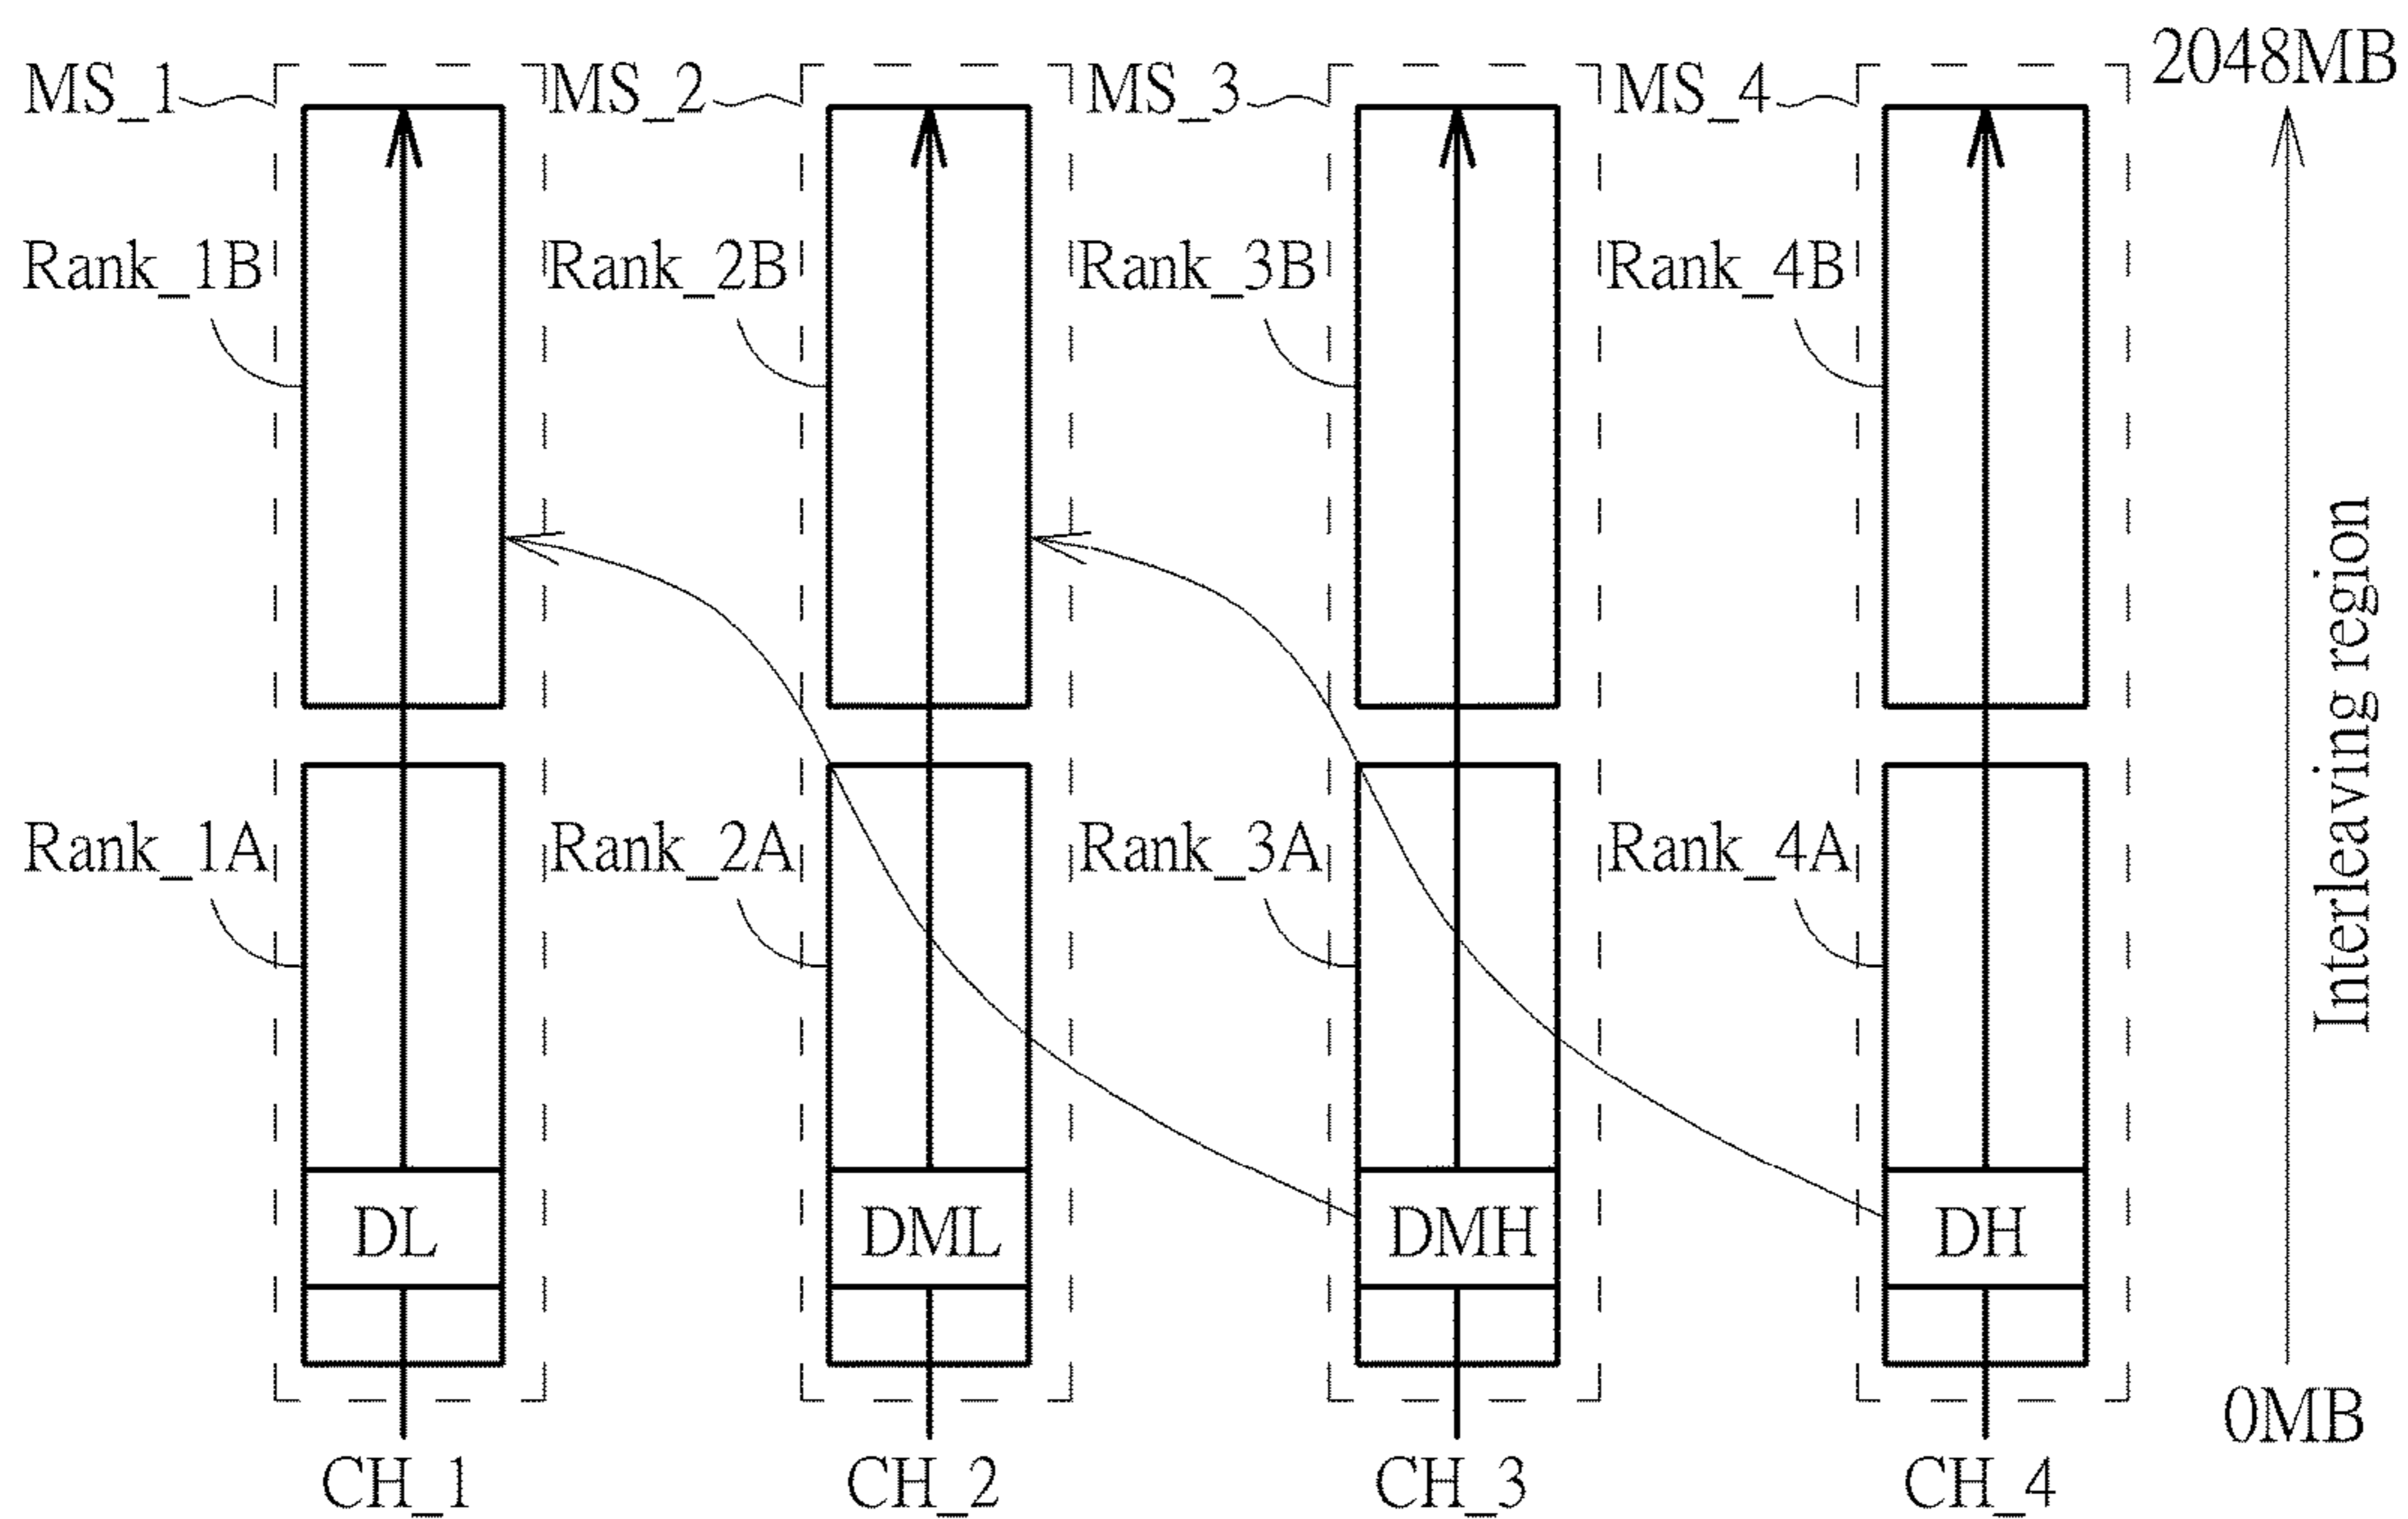 2048MB
MS_1 MS_2 MS_3 MS_4
Rank_1B Rank_2B Rank_3B Rank_4B
Interleaving region
Rank_1A Rank_2A Rank_3A Rank_4A
DL DML DMH DH
0MB
CH_1 CH_2 CH_3 CH_4